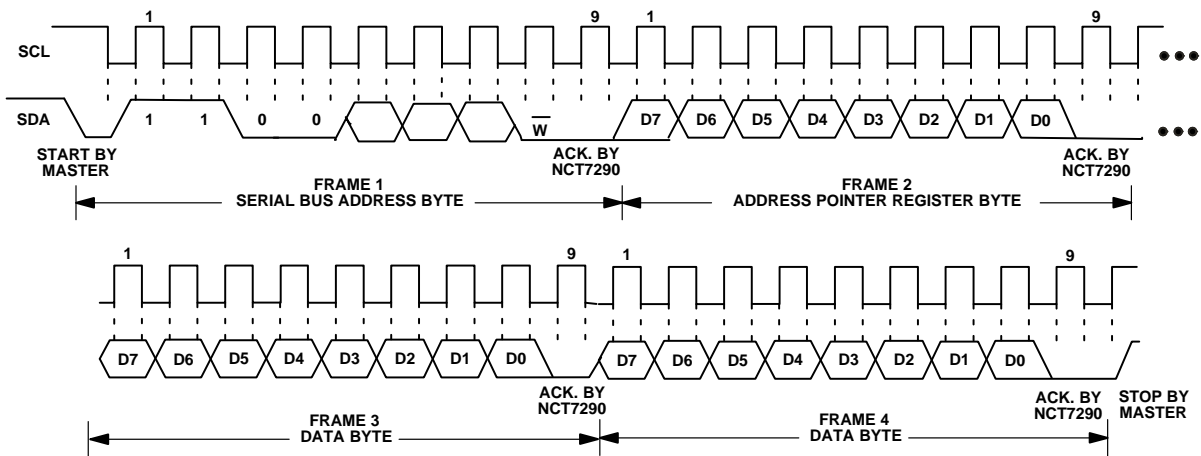 1 9 1 9
SCL
SDA 1 1 0 0 W D7 D6 D5 D4 D3 D2 D1 D0
START BY
MASTER
ACK. BY
NCT7290
ACK. BY
NCT7290
FRAME 1
SERIAL BUS ADDRESS BYTE
FRAME 2
ADDRESS POINTER REGISTER BYTE
1 9 1 9
D7 D6 D5 D4 D3 D2 D1 D0 D7 D6 D5 D4 D3 D2 D1 D0
ACK. BY
NCT7290
ACK. BY
NCT7290
STOP BY
MASTER
FRAME 3
DATA BYTE
FRAME 4
DATA BYTE